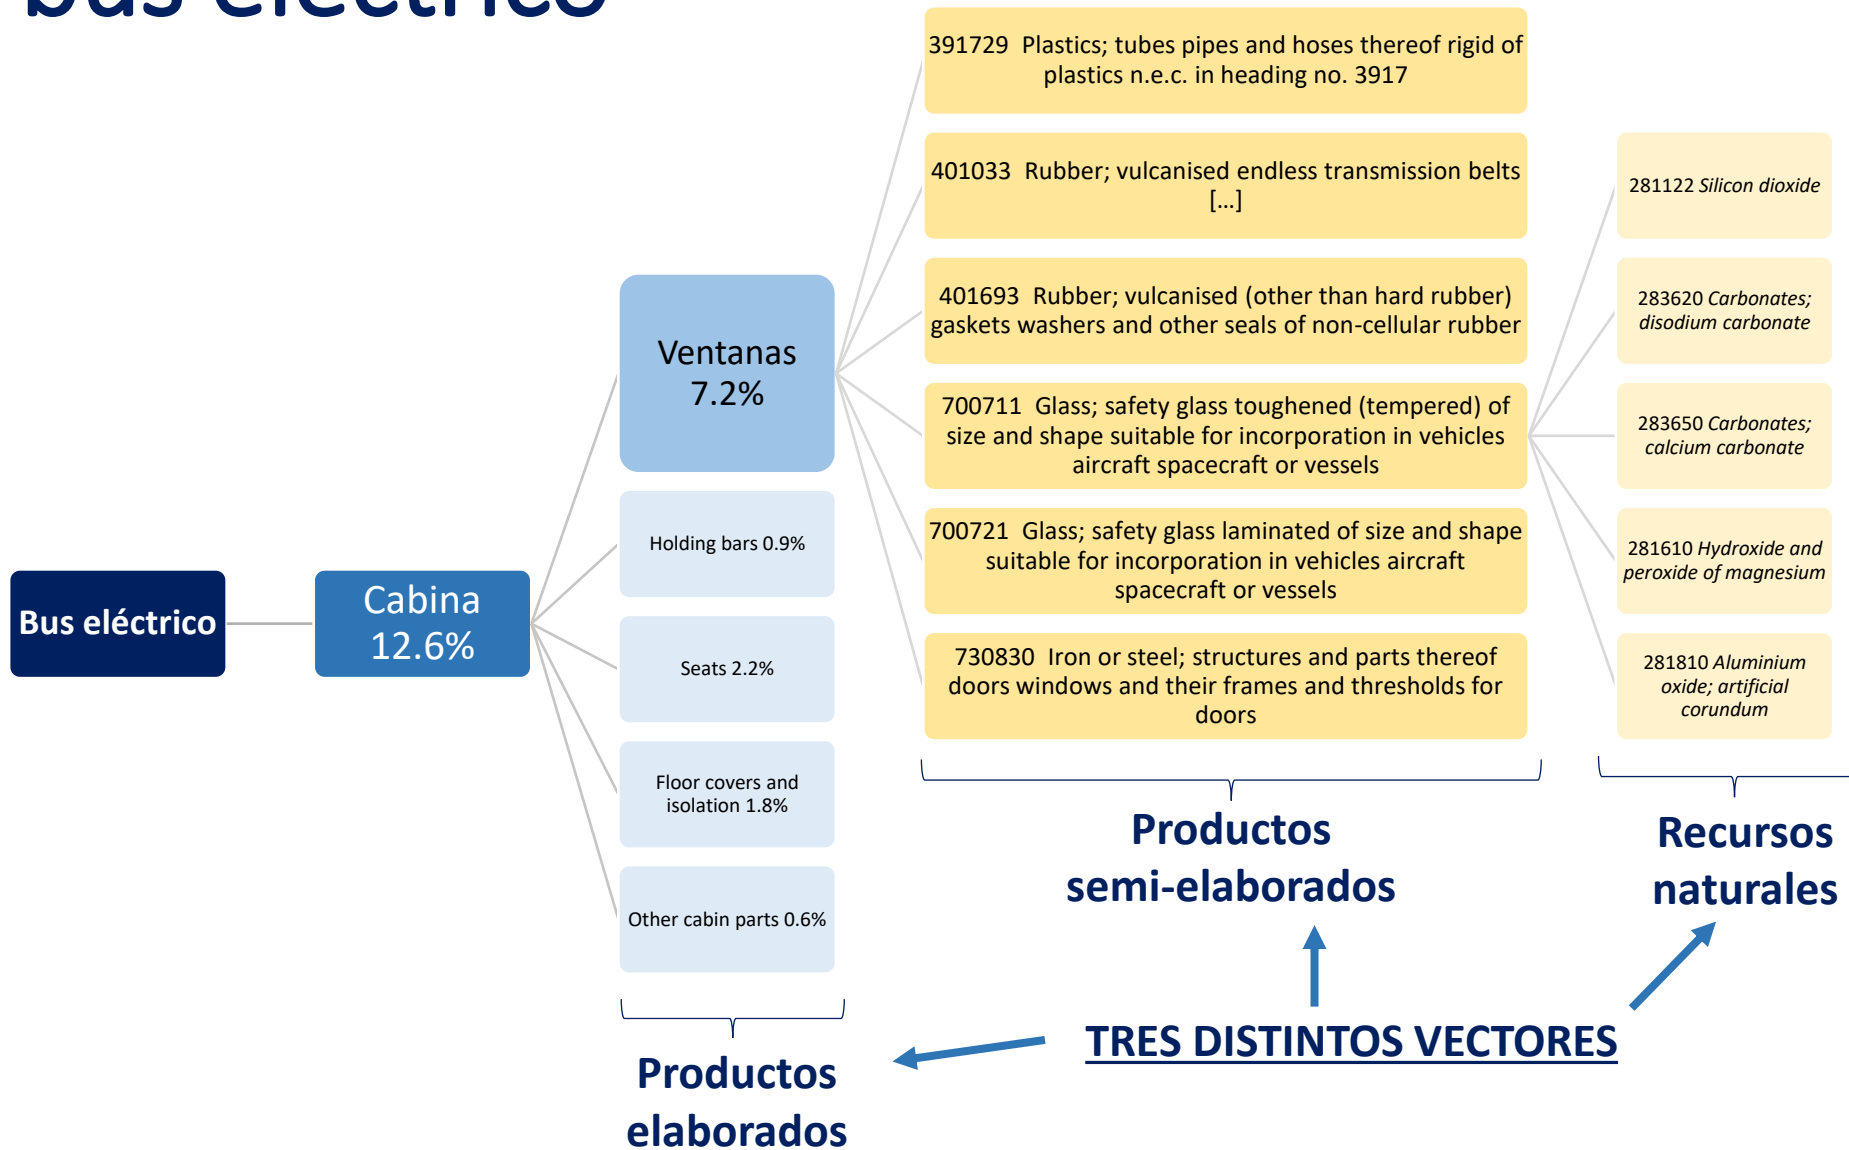 bus eléctrico
Bus eléctrico
Cabina
12.6%
Ventanas
7.2%
Holding bars 0.9%
Seats 2.2%
Floor covers and
isolation 1.8%
Other cabin parts 0.6%
391729 Plastics; tubes pipes and hoses thereof rigid of
plastics n.e.c. in heading no. 3917
401033 Rubber; vulcanised endless transmission belts
[...]
401693 Rubber; vulcanised (other than hard rubber)
gaskets washers and other seals of non-cellular rubber
700711 Glass; safety glass toughened (tempered) of
size and shape suitable for incorporation in vehicles
aircraft spacecraft or vessels
700721 Glass; safety glass laminated of size and shape
suitable for incorporation in vehicles aircraft
spacecraft or vessels
730830 Iron or steel; structures and parts thereof
doors windows and their frames and thresholds for
doors
281122 Silicon dioxide
283620 Carbonates;
disodium carbonate
283650 Carbonates;
calcium carbonate
281610 Hydroxide and
peroxide of magnesium
281810 Aluminium
oxide; artificial
corundum
Productos
elaborados
Productos
semi-elaborados
Recursos
naturales
TRES DISTINTOS VECTORES